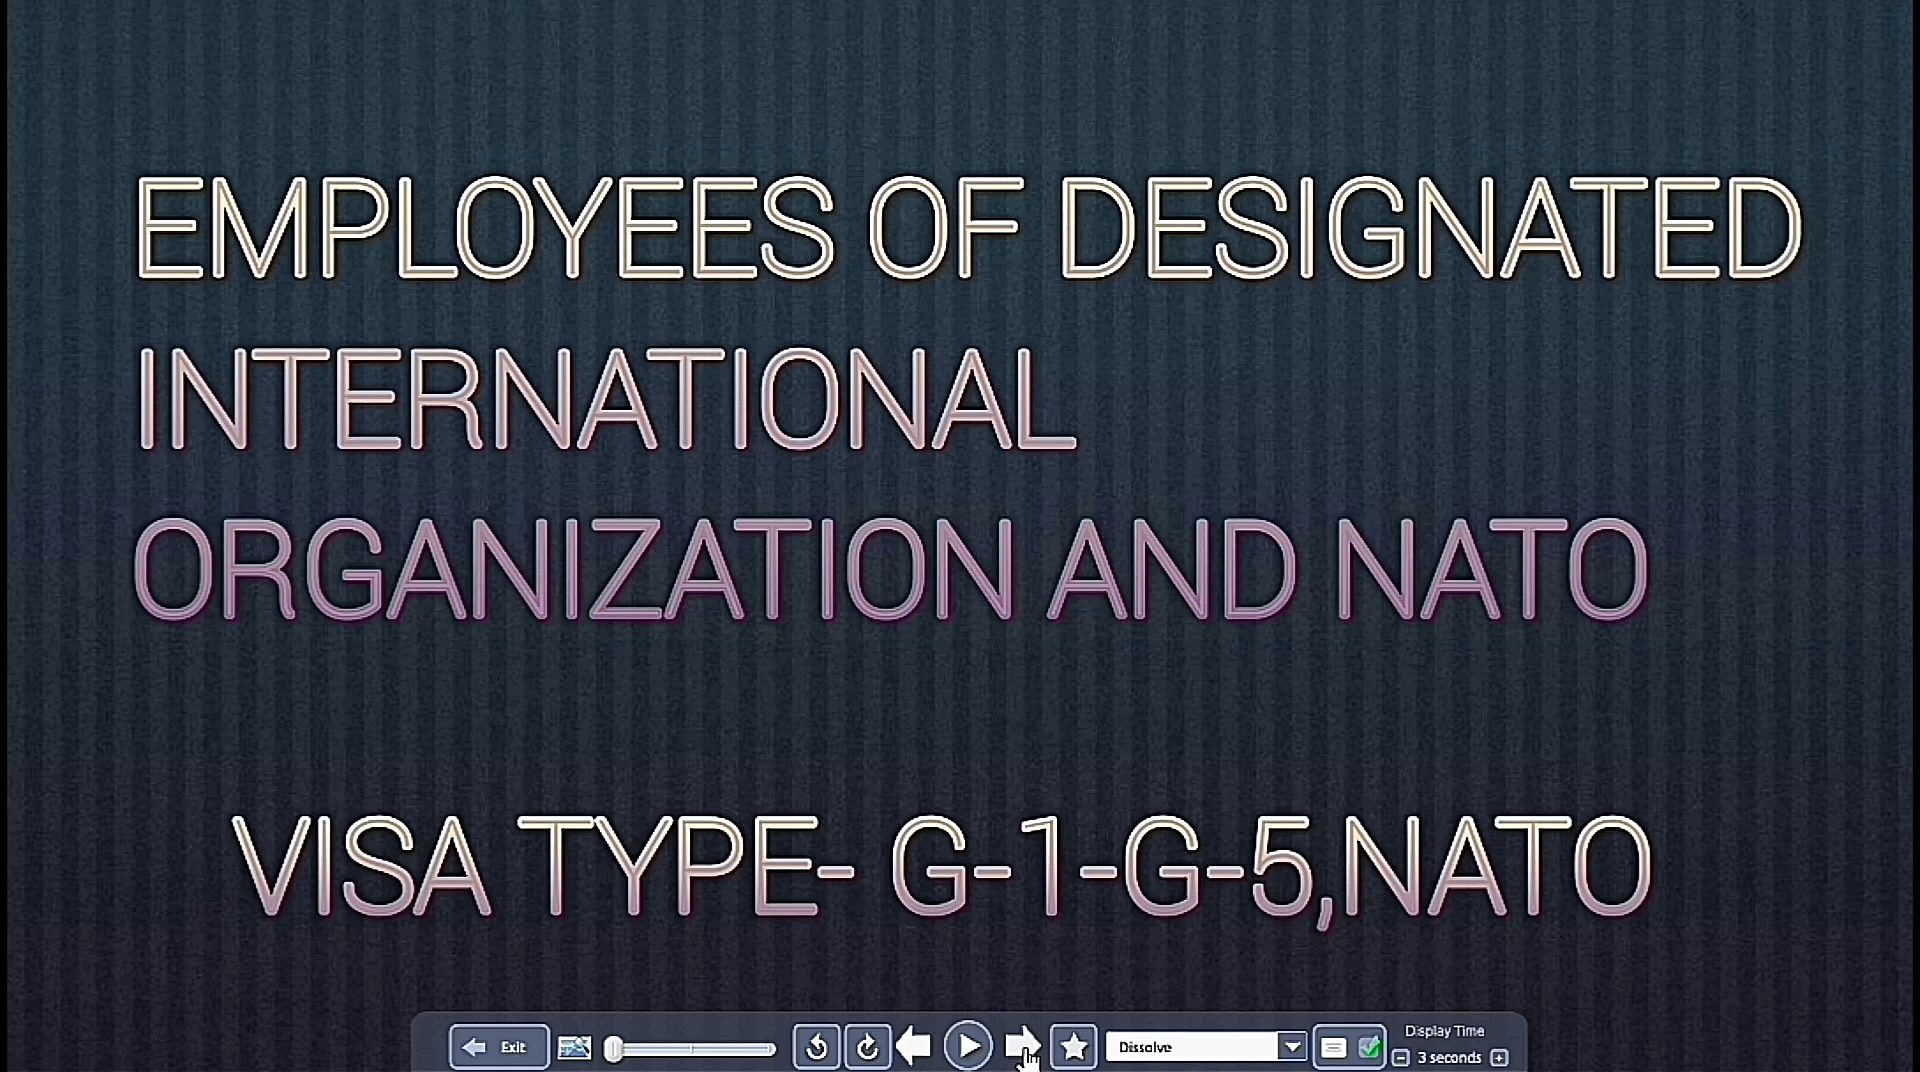 EMPLOYEES OF DESIGNATED
INTERNATIONAL
ORGANIZATION AND NATO
VISA TYPE- G-1-G-5,NATO
Exit
Dissolve
Display Time
3 seconds